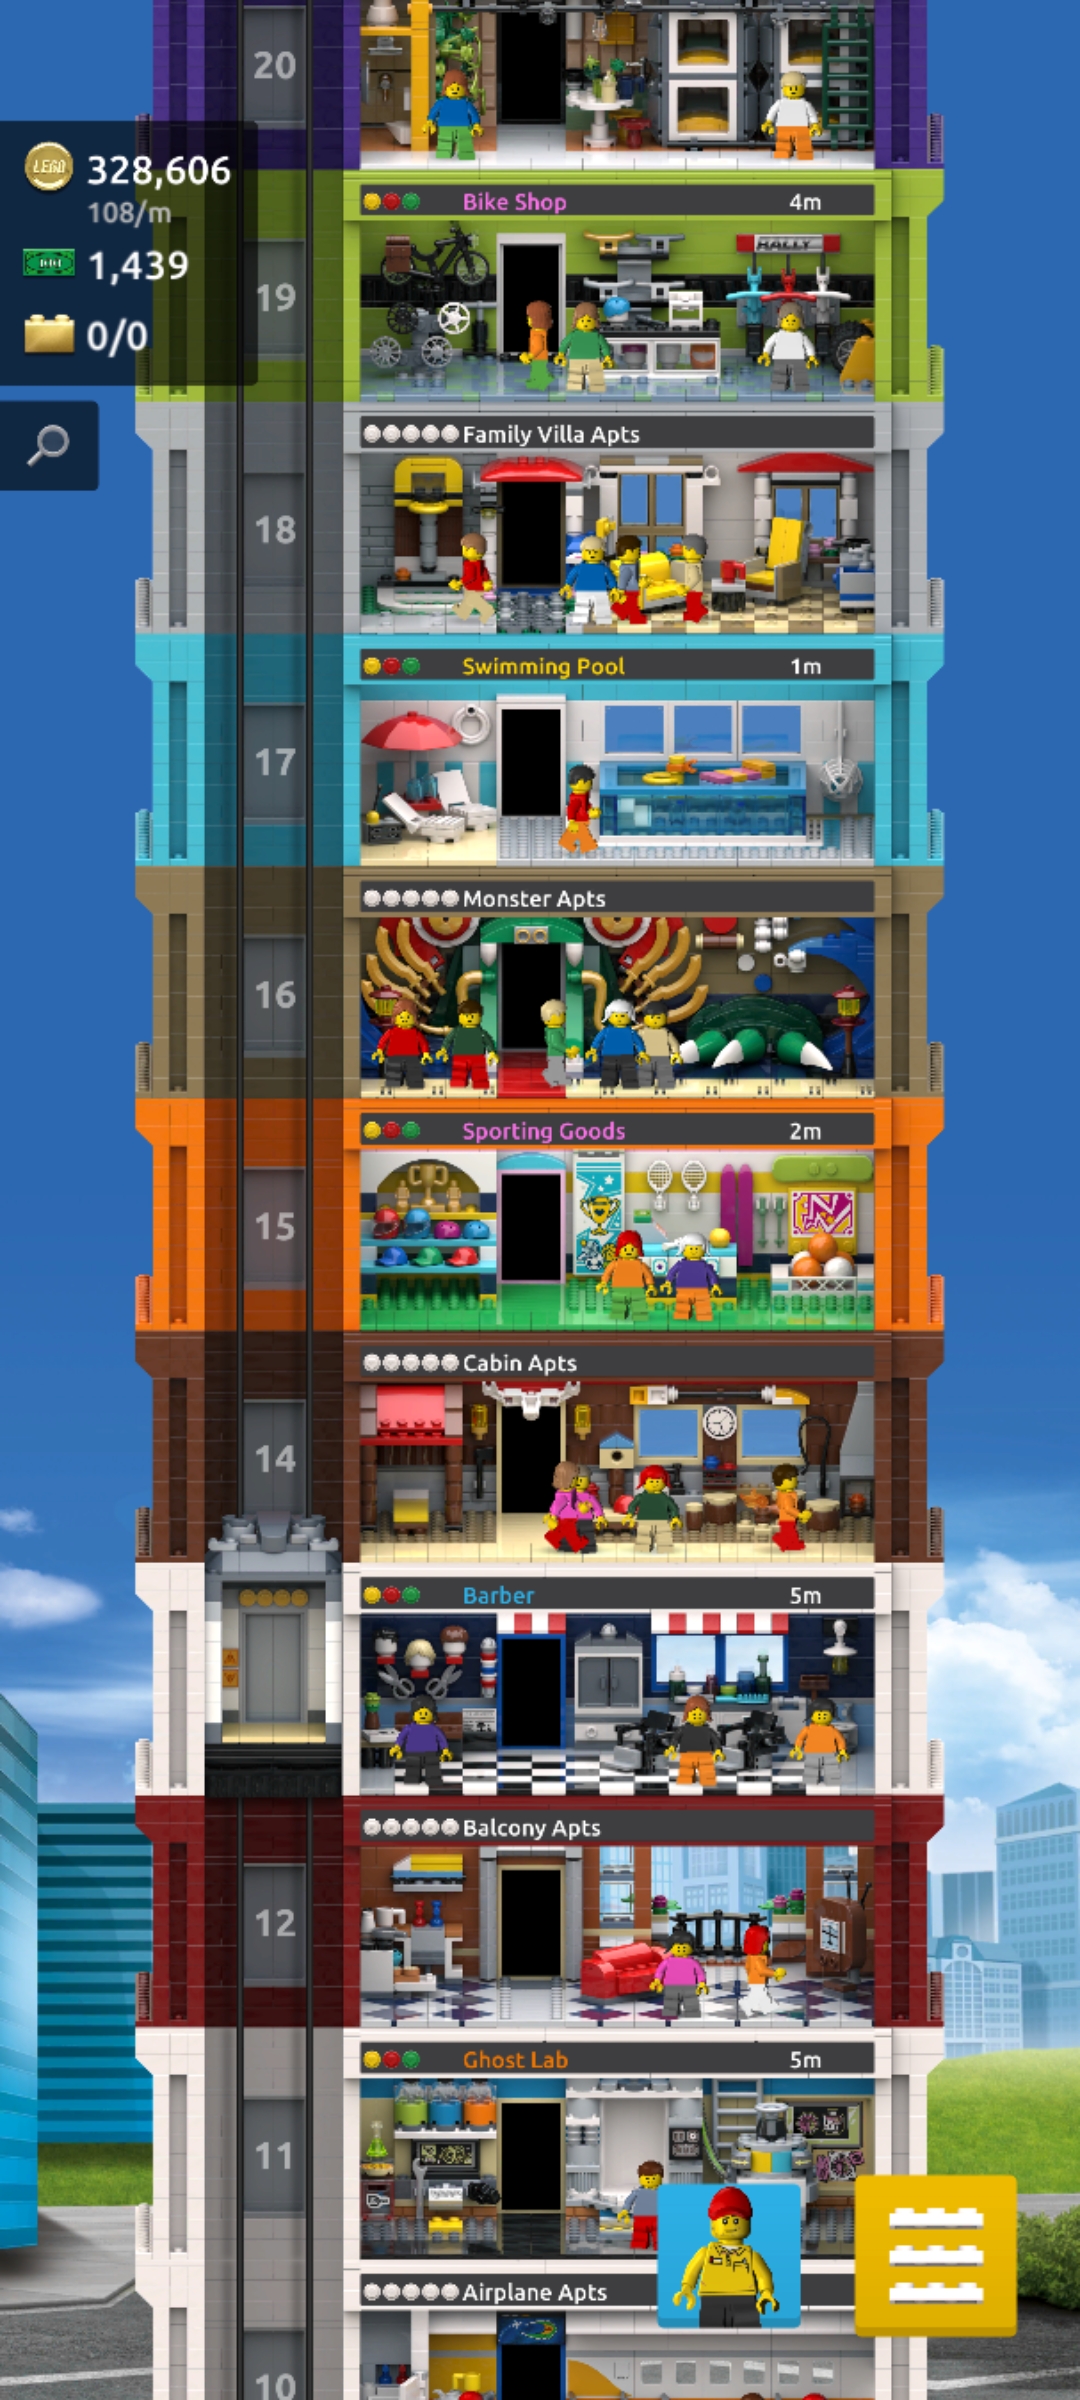 20
LEGO 328,606
108/m
1,439
0/0
Bike Shop 4m
RALLY
19
Family Villa Apts
18
Swimming Pool 1m
17
Monster Apts
16
Sporting Goods 2m
15
Cabin Apts
14
Barber 5m
Balcony Apts
12
Ghost Lab 5m
11
Airplane Apts
10